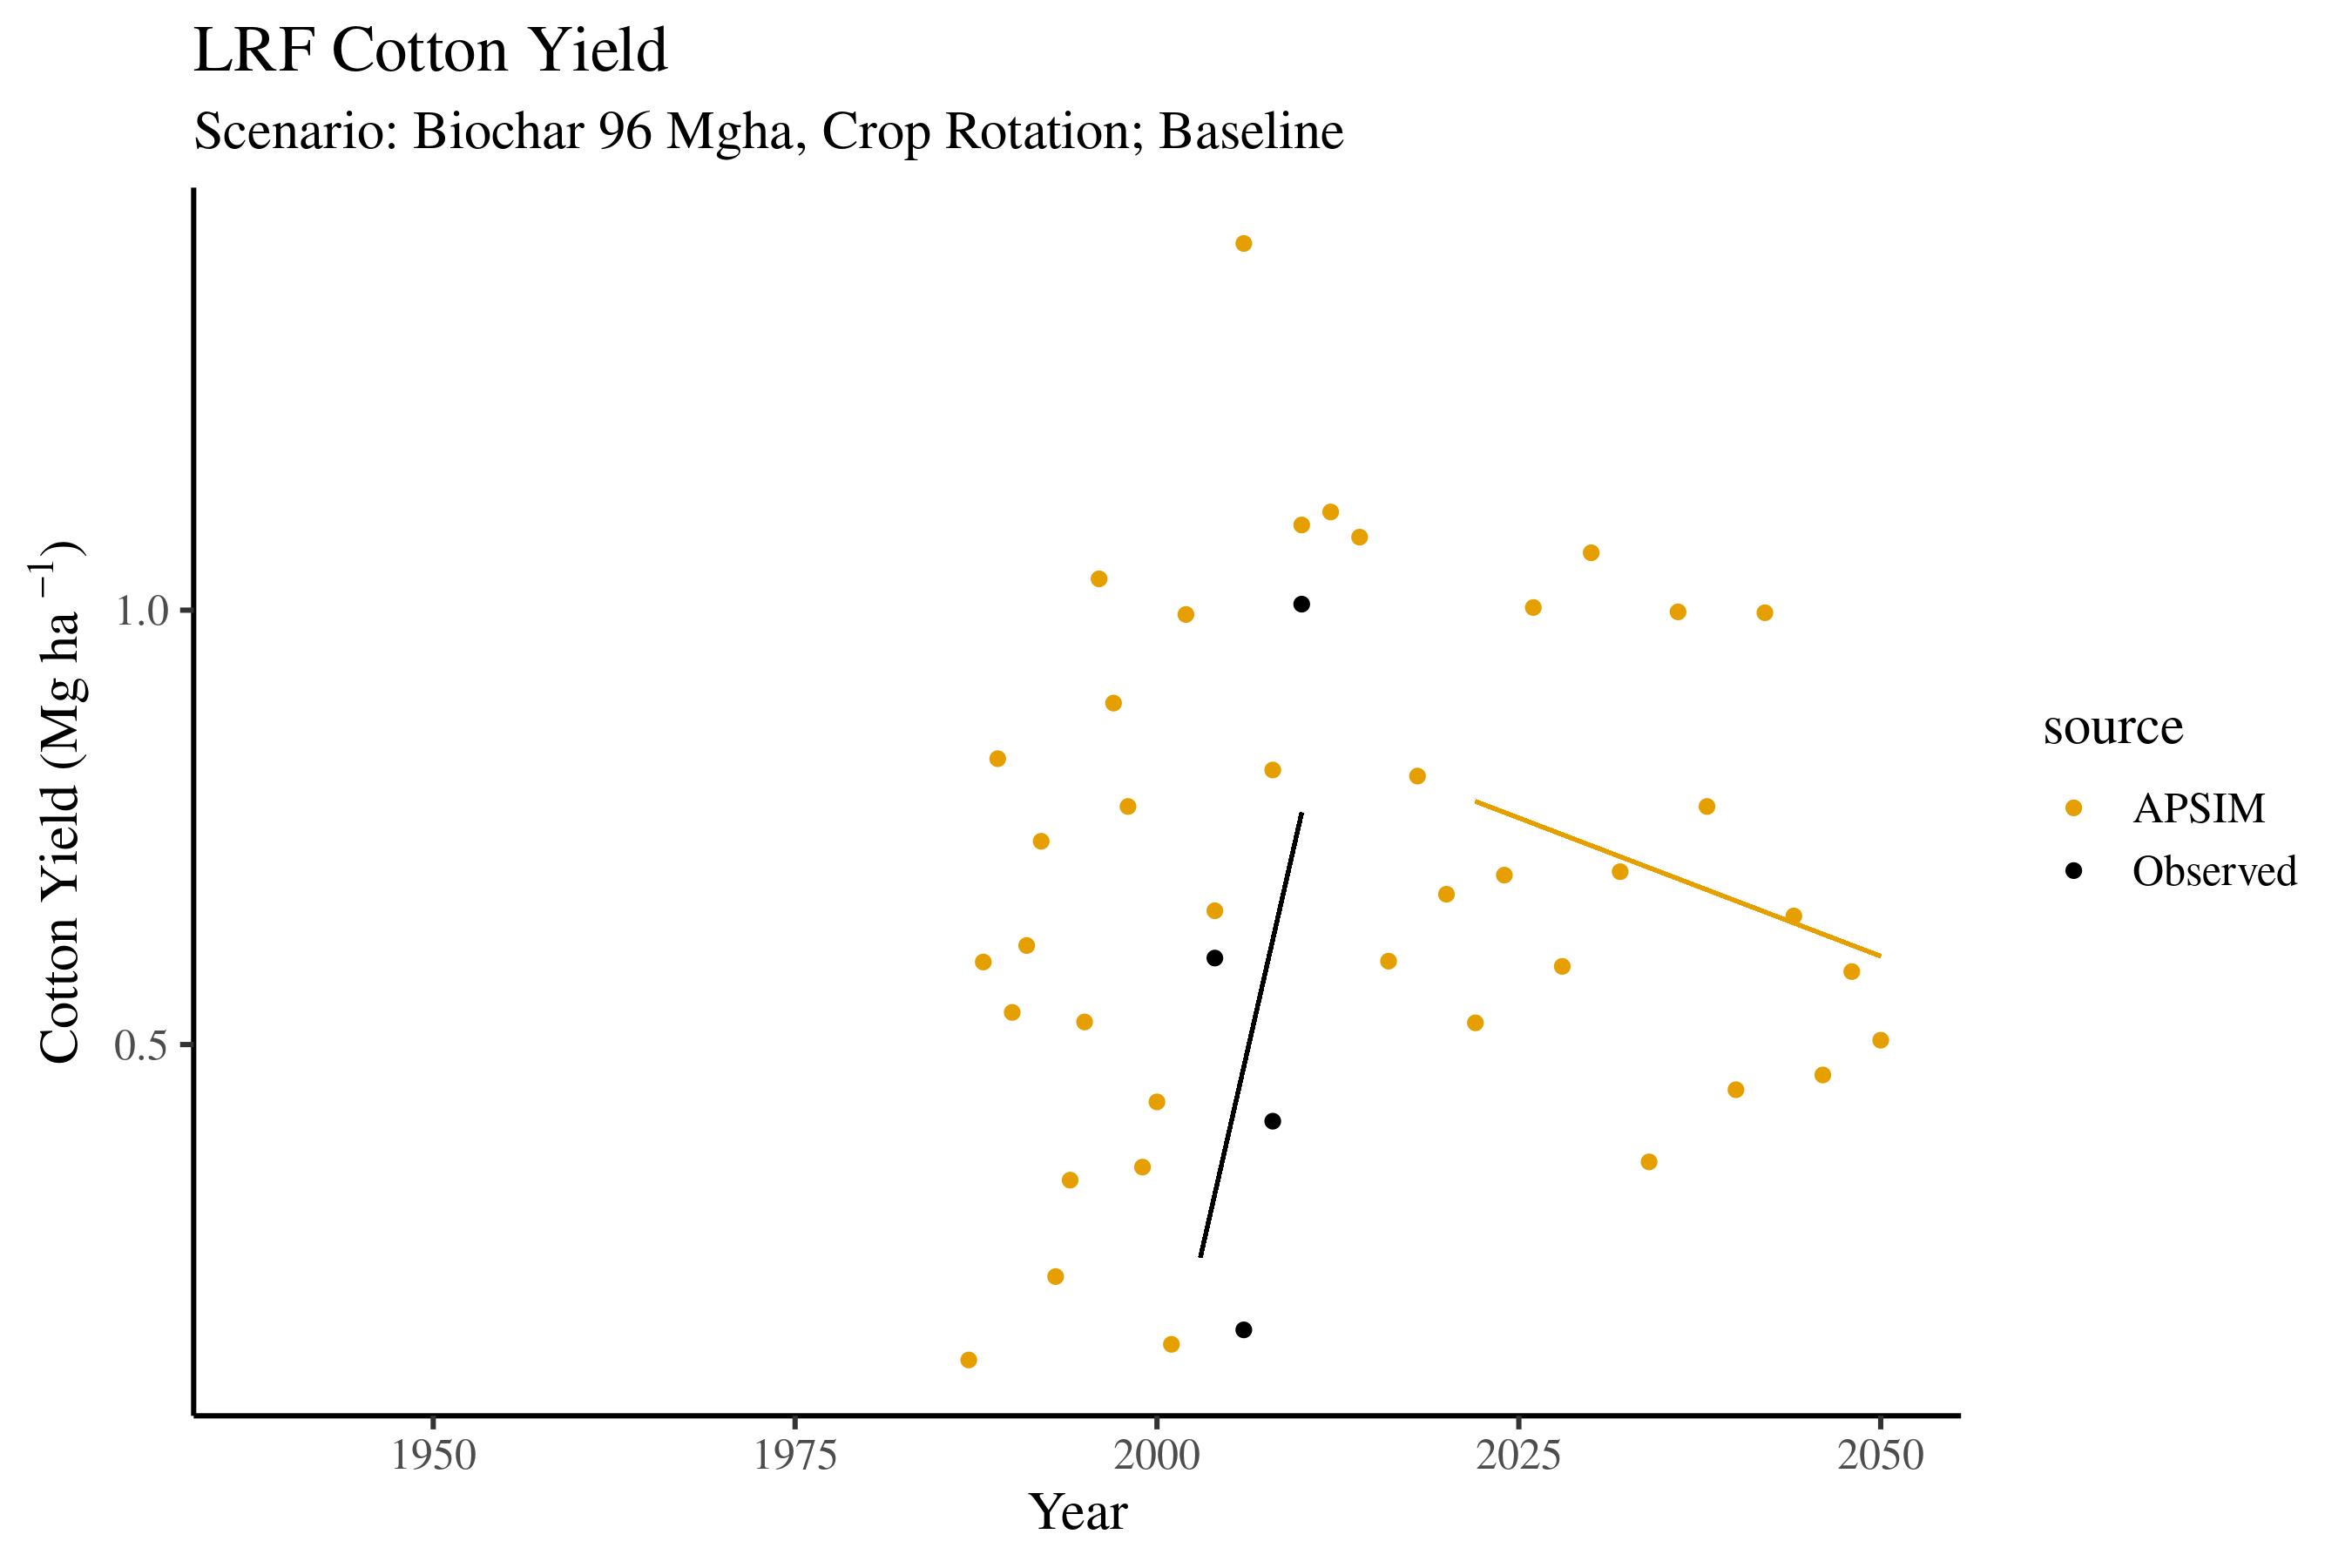 LRF Cotton Yield
Scenario: Biochar 96 Mgha, Crop Rotation; Baseline
Cotton Yield (Mg ha⁻¹)
1.0
0.5
1950 1975 2000 2025 2050
Year
source
APSIM
Observed